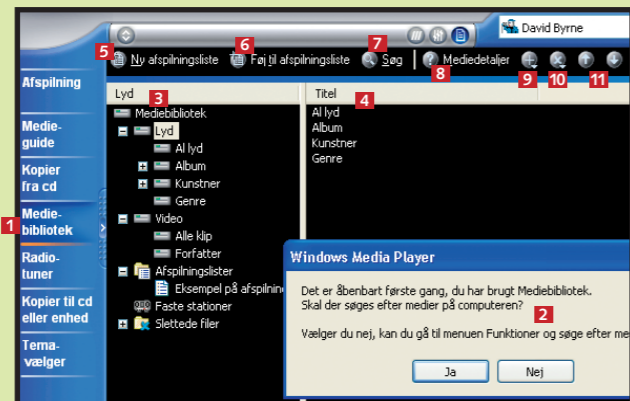 David Byrne
5 6 7
Ny afspilningsliste Føj til afspilningsliste Søg Mediedetaljer
8 9 10 11
Afspilning
Medie-
guide
Kopier
fra cd
1 Medie-
bibliotek
Radio-
tuner
Kopier til cd
eller enhed
Tema-
vælger
Lyd 3
Mediebibliotek
Lyd
Al lyd
Album
Kunstner
Genre
Video
Alle klip
Forfatter
Afspilningslister
Eksempel på
Faste stationer
Slettede filer
Titel 4
Al lyd
Album
Kunstner
Genre
Windows Media Player
Det er åbenbart første gang, du har brugt Mediebibliotek.
Skal der søges efter medier på computeren?
2
Vælger du nej, kan du gå til menuen Funktioner og søge efter
Ja Nej